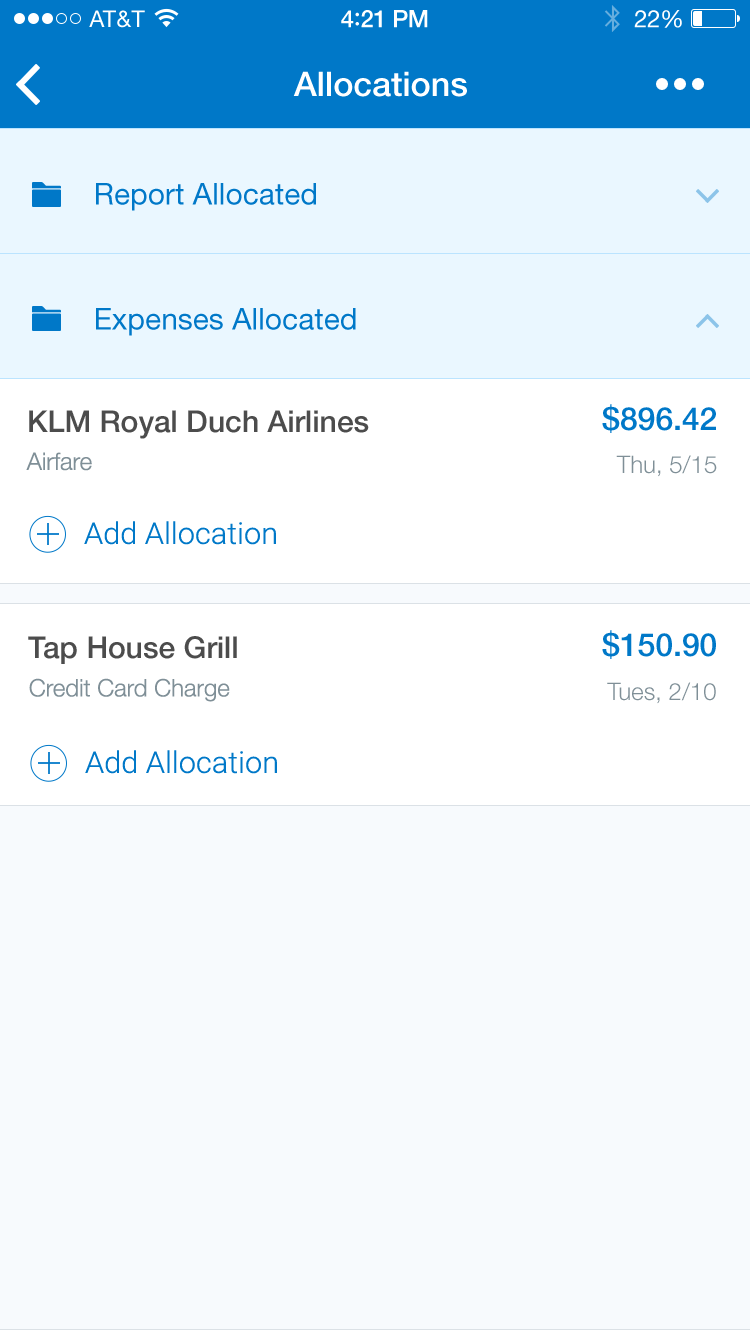 AT&T 4:21 PM 22%
Allocations
Report Allocated
Expenses Allocated
KLM Royal Duch Airlines $896.42
Airfare Thu, 5/15
Add Allocation
Tap House Grill $150.90
Credit Card Charge Tues, 2/10
Add Allocation